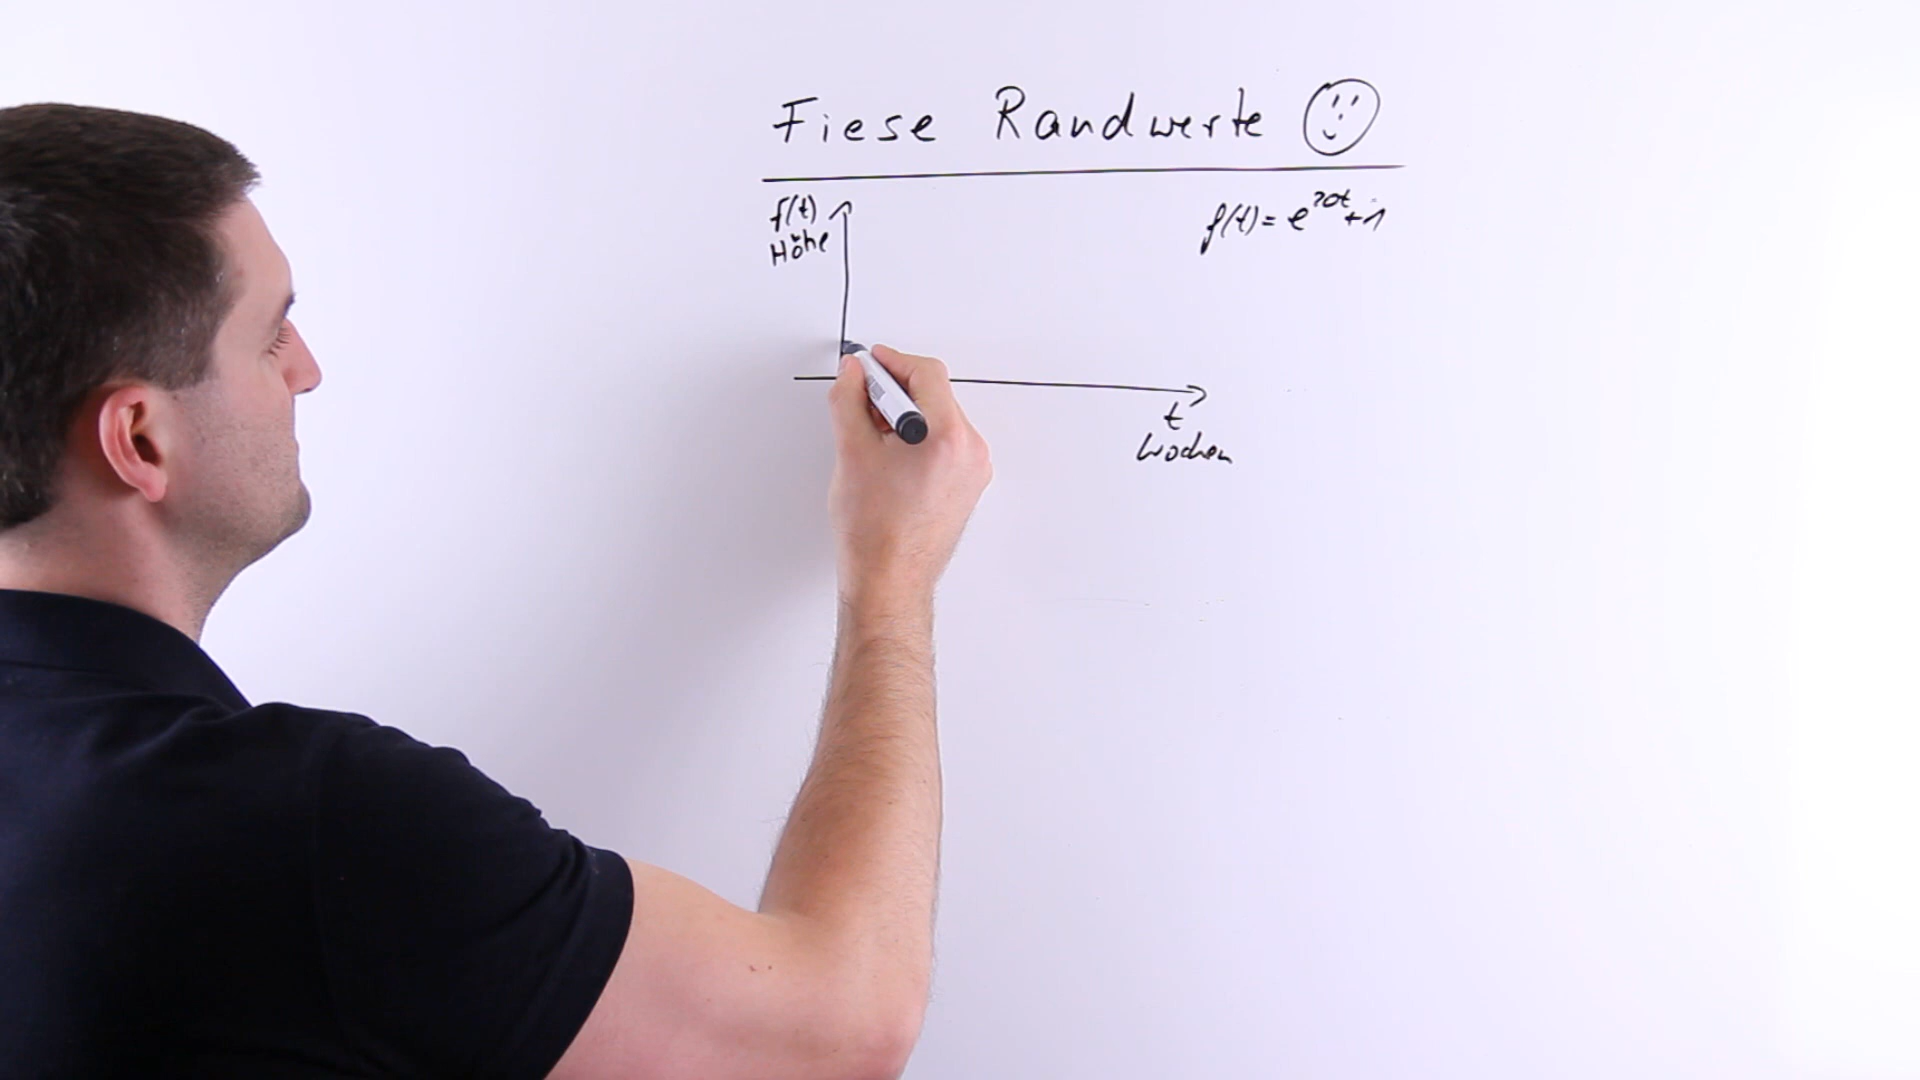 Fiese Randwerte
f(t)
Höhe
f(t) = e^20t + 1
t
Wochen